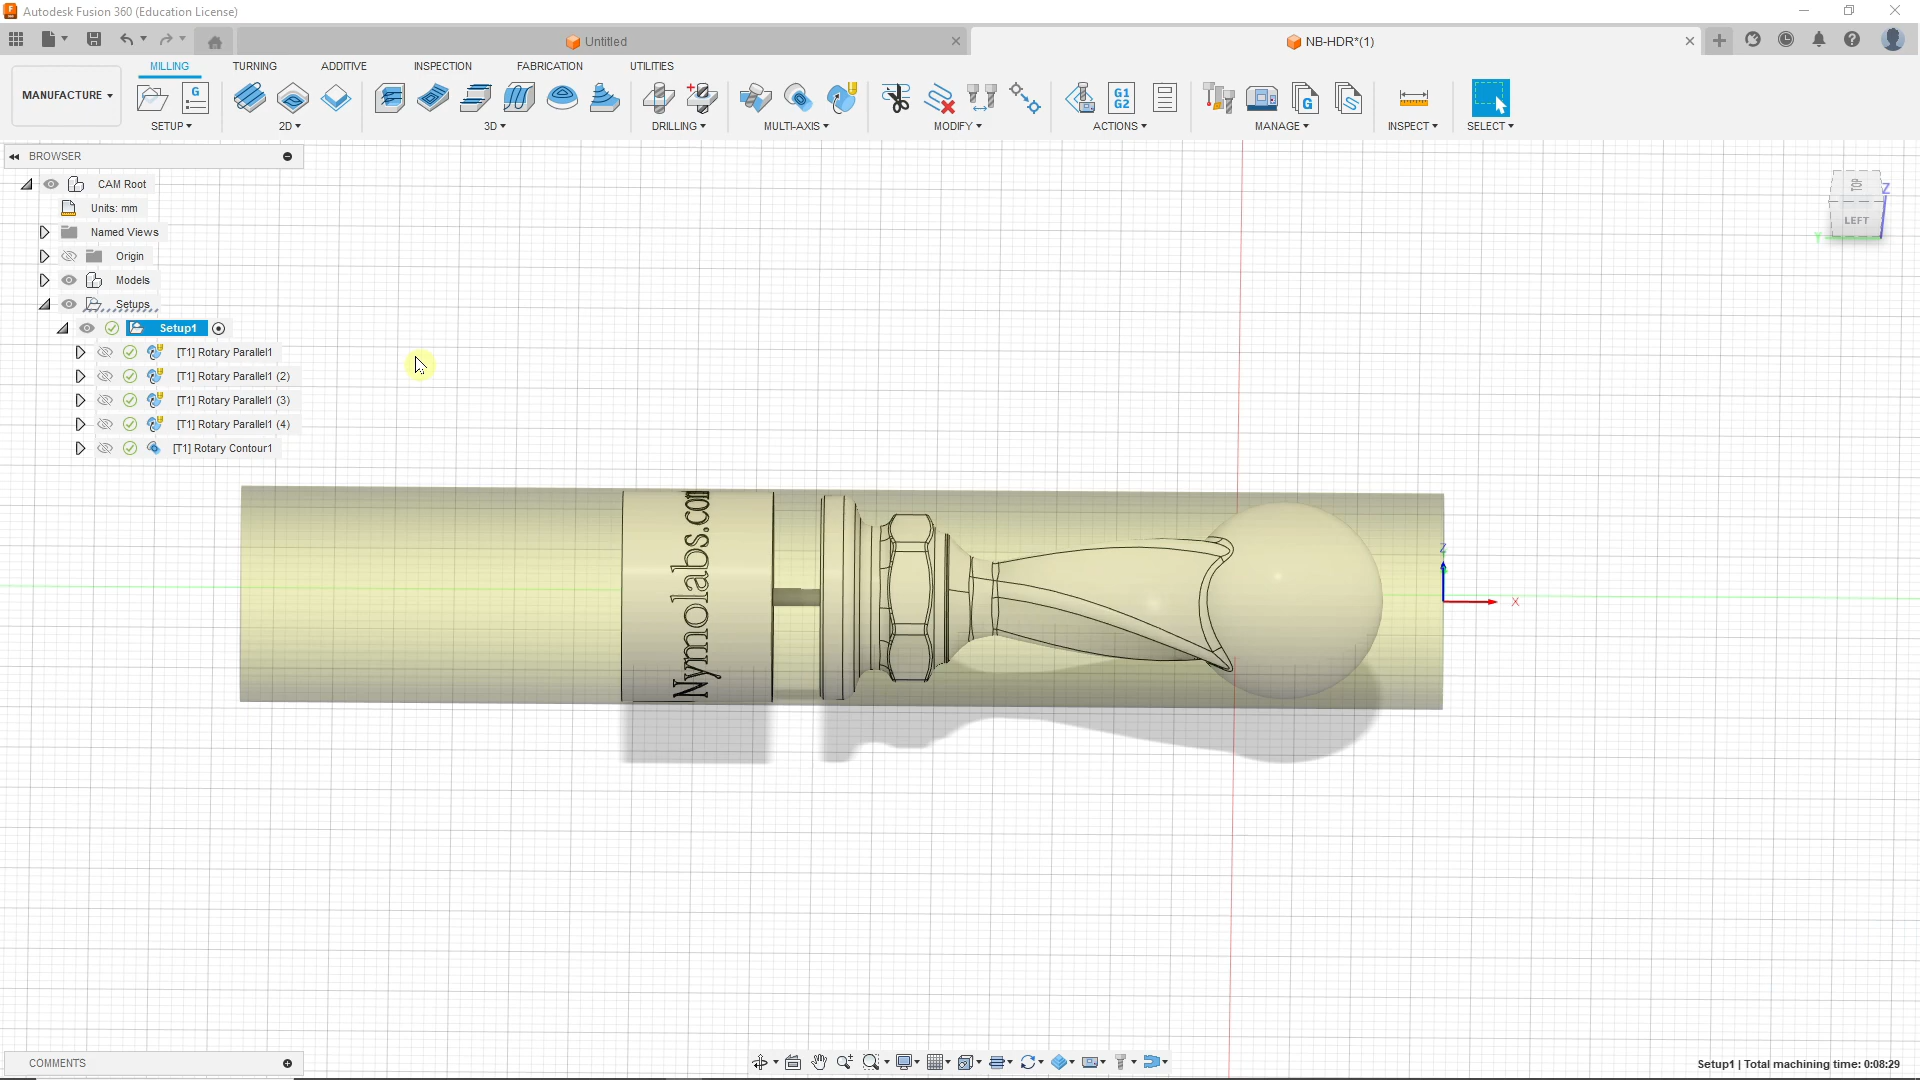 Autodesk Fusion 360 (Education License)
Untitled
NB-HDR*(1)
MILLING
TURNING
ADDITIVE
INSPECTION
FABRICATION
UTILITIES
MANUFACTURE
G
G1
G2
G
SETUP
2D
3D
DRILLING
MULTI-AXIS
MODIFY
ACTIONS
MANAGE
INSPECT
SELECT
BROWSER
CAM Root
Units: mm
Named Views
Origin
Models
Setups
Setup1
[T1] Rotary Parallel1
[T1] Rotary Parallel1 (2)
[T1] Rotary Parallel1 (3)
[T1] Rotary Parallel1 (4)
[T1] Rotary Contour1
TOP
LEFT
Z
Y
Nymolabs.com
Z
X
COMMENTS
Setup1 | Total machining time: 0:08:29